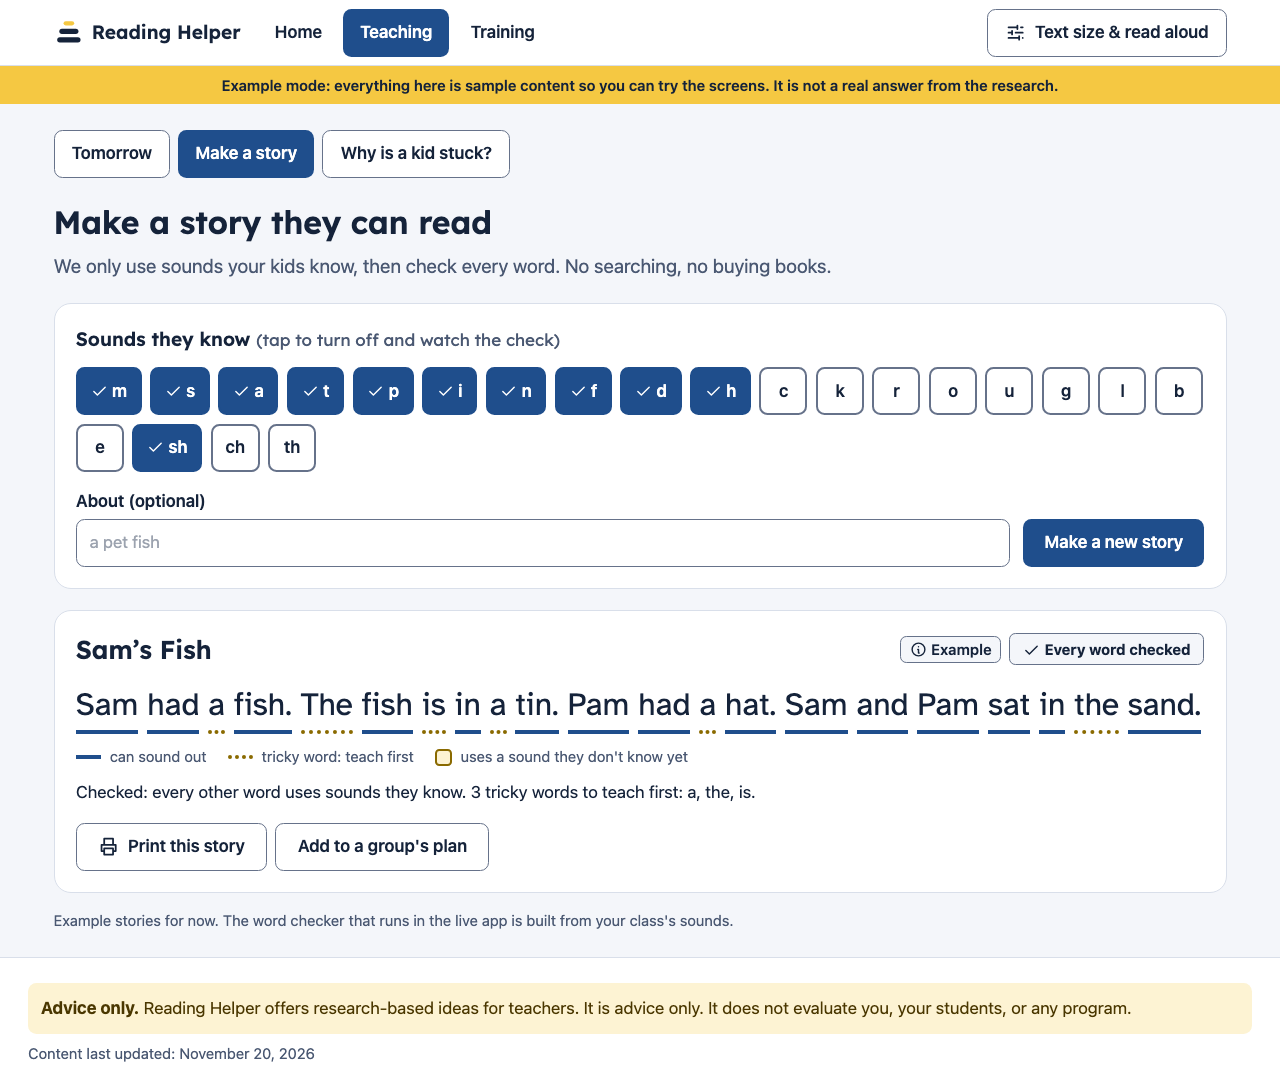 Reading Helper Home Teaching Training Text size & read aloud
Example mode: everything here is sample content so you can try the screens. It is not a real answer from the research.
Tomorrow Make a story Why is a kid stuck?
Make a story they can read
We only use sounds your kids know, then check every word. No searching, no buying books.
Sounds they know (tap to turn off and watch the check)
m s a t p i n f d h c k r o u g l b
e sh ch th
About (optional)
a pet fish Make a new story
Sam’s Fish Example Every word checked
Sam had a fish. The fish is in a tin. Pam had a hat. Sam and Pam sat in the sand.
can sound out tricky word: teach first uses a sound they don't know yet
Checked: every other word uses sounds they know. 3 tricky words to teach first: a, the, is.
Print this story Add to a group's plan
Example stories for now. The word checker that runs in the live app is built from your class's sounds.
Advice only. Reading Helper offers research-based ideas for teachers. It is advice only. It does not evaluate you, your students, or any program.
Content last updated: November 20, 2026